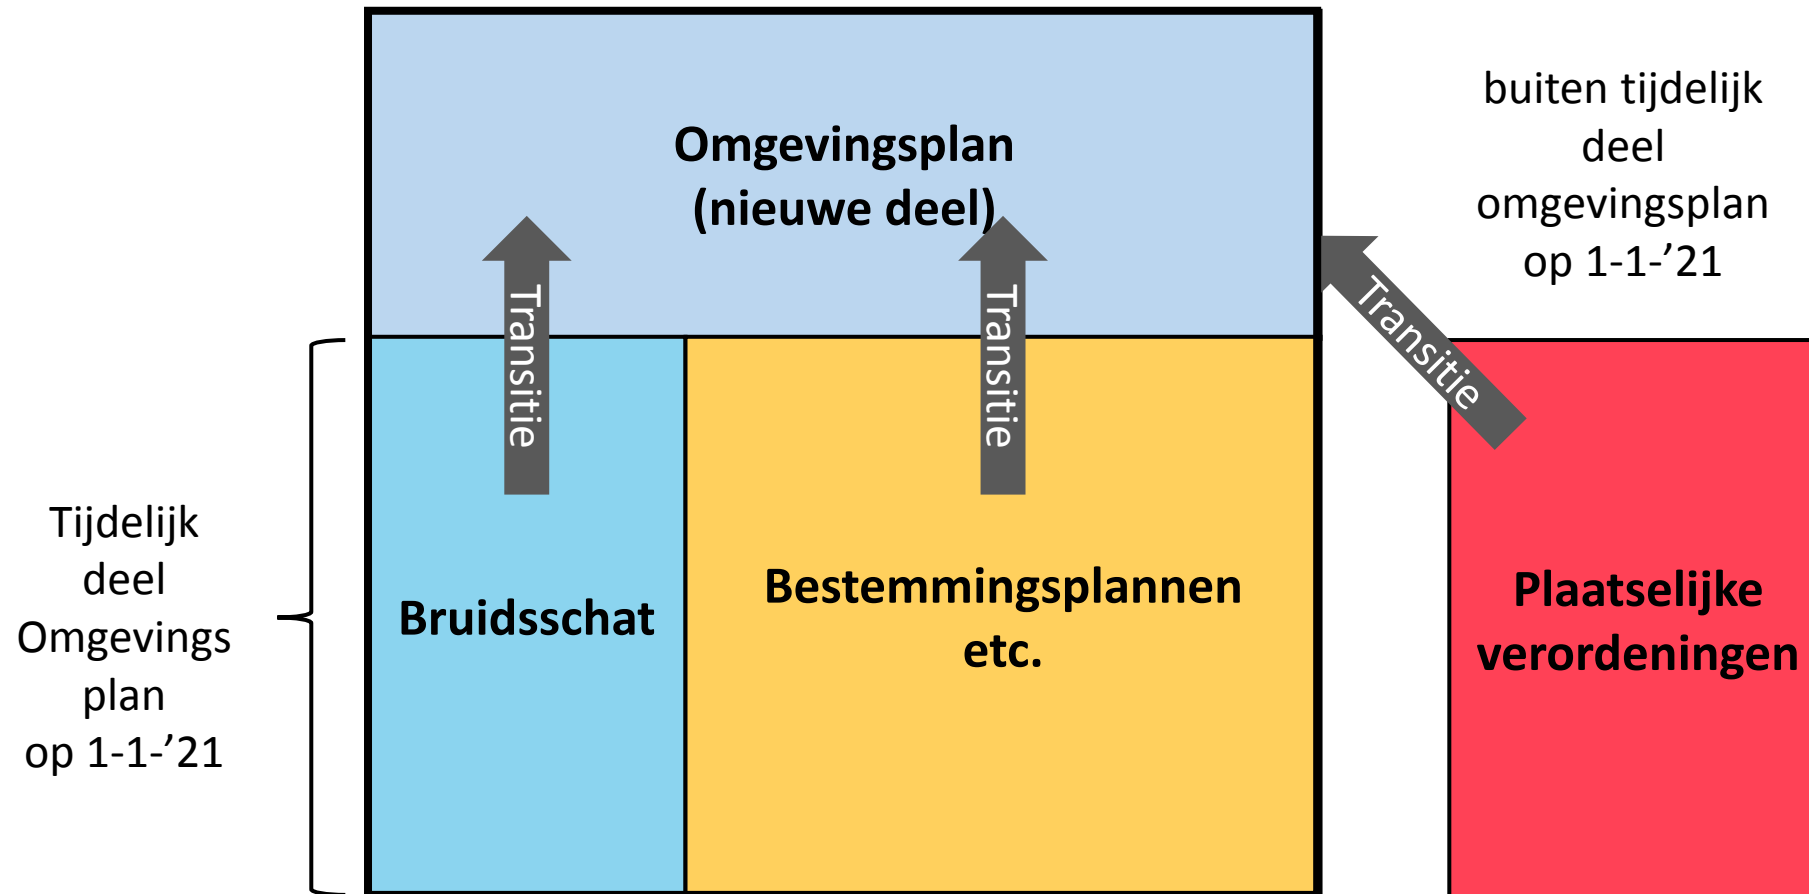 Omgevingsplan
(nieuwe deel)
buiten tijdelijk
deel
omgevingsplan
op 1-1-’21
Transitie
Transitie
Transitie
Tijdelijk
deel
Omgevings
plan
op 1-1-’21
Bruidsschat
Bestemmingsplannen
etc.
Plaatselijke
verordeningen